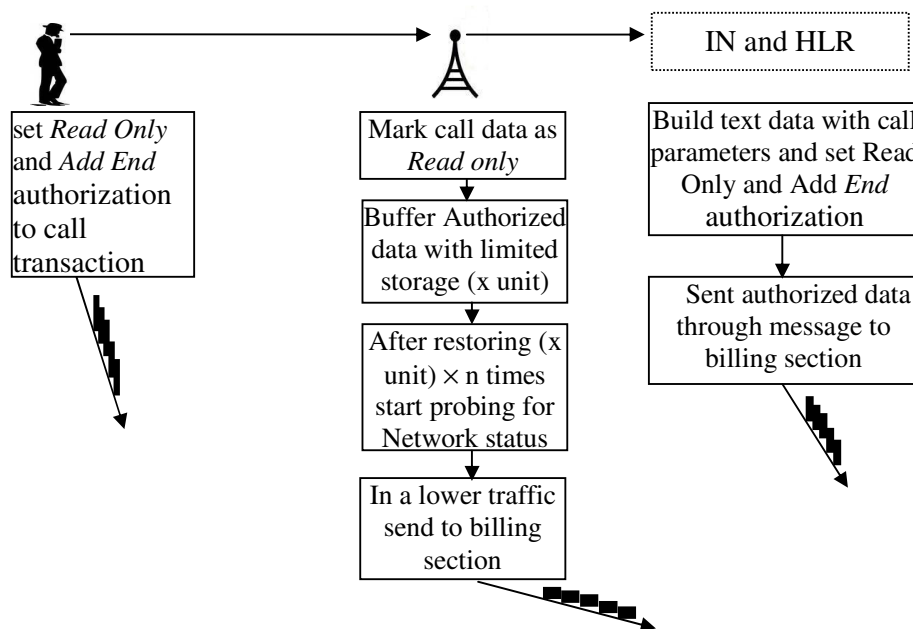 IN and HLR
set Read Only
and Add End
authorization
to call
transaction
Mark call data as
Read only
Buffer Authorized
data with limited
storage (x unit)
After restoring (x
unit) × n times
start probing for
Network status
In a lower traffic
send to billing
section
Build text data with call
parameters and set Read
Only and Add End
authorization
Sent authorized data
through message to
billing section